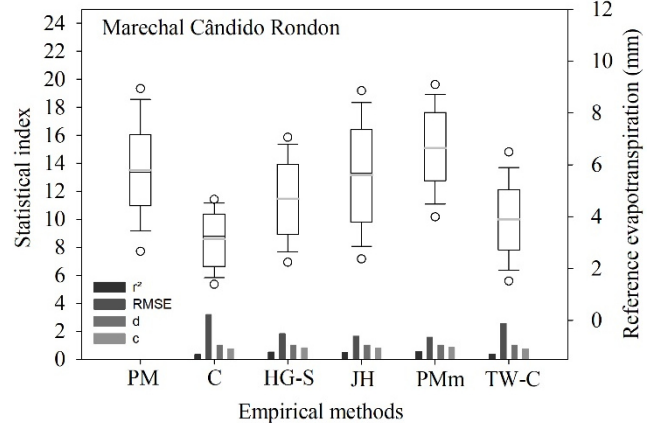 Marechal Cândido Rondon
Statistical index
24
22
20
18
16
14
12
10
8
6
4
2
0
r²
RMSE
d
c
12
10
8
6
4
2
0
Reference evapotranspiration (mm)
PM C HG-S JH PMm TW-C
Empirical methods